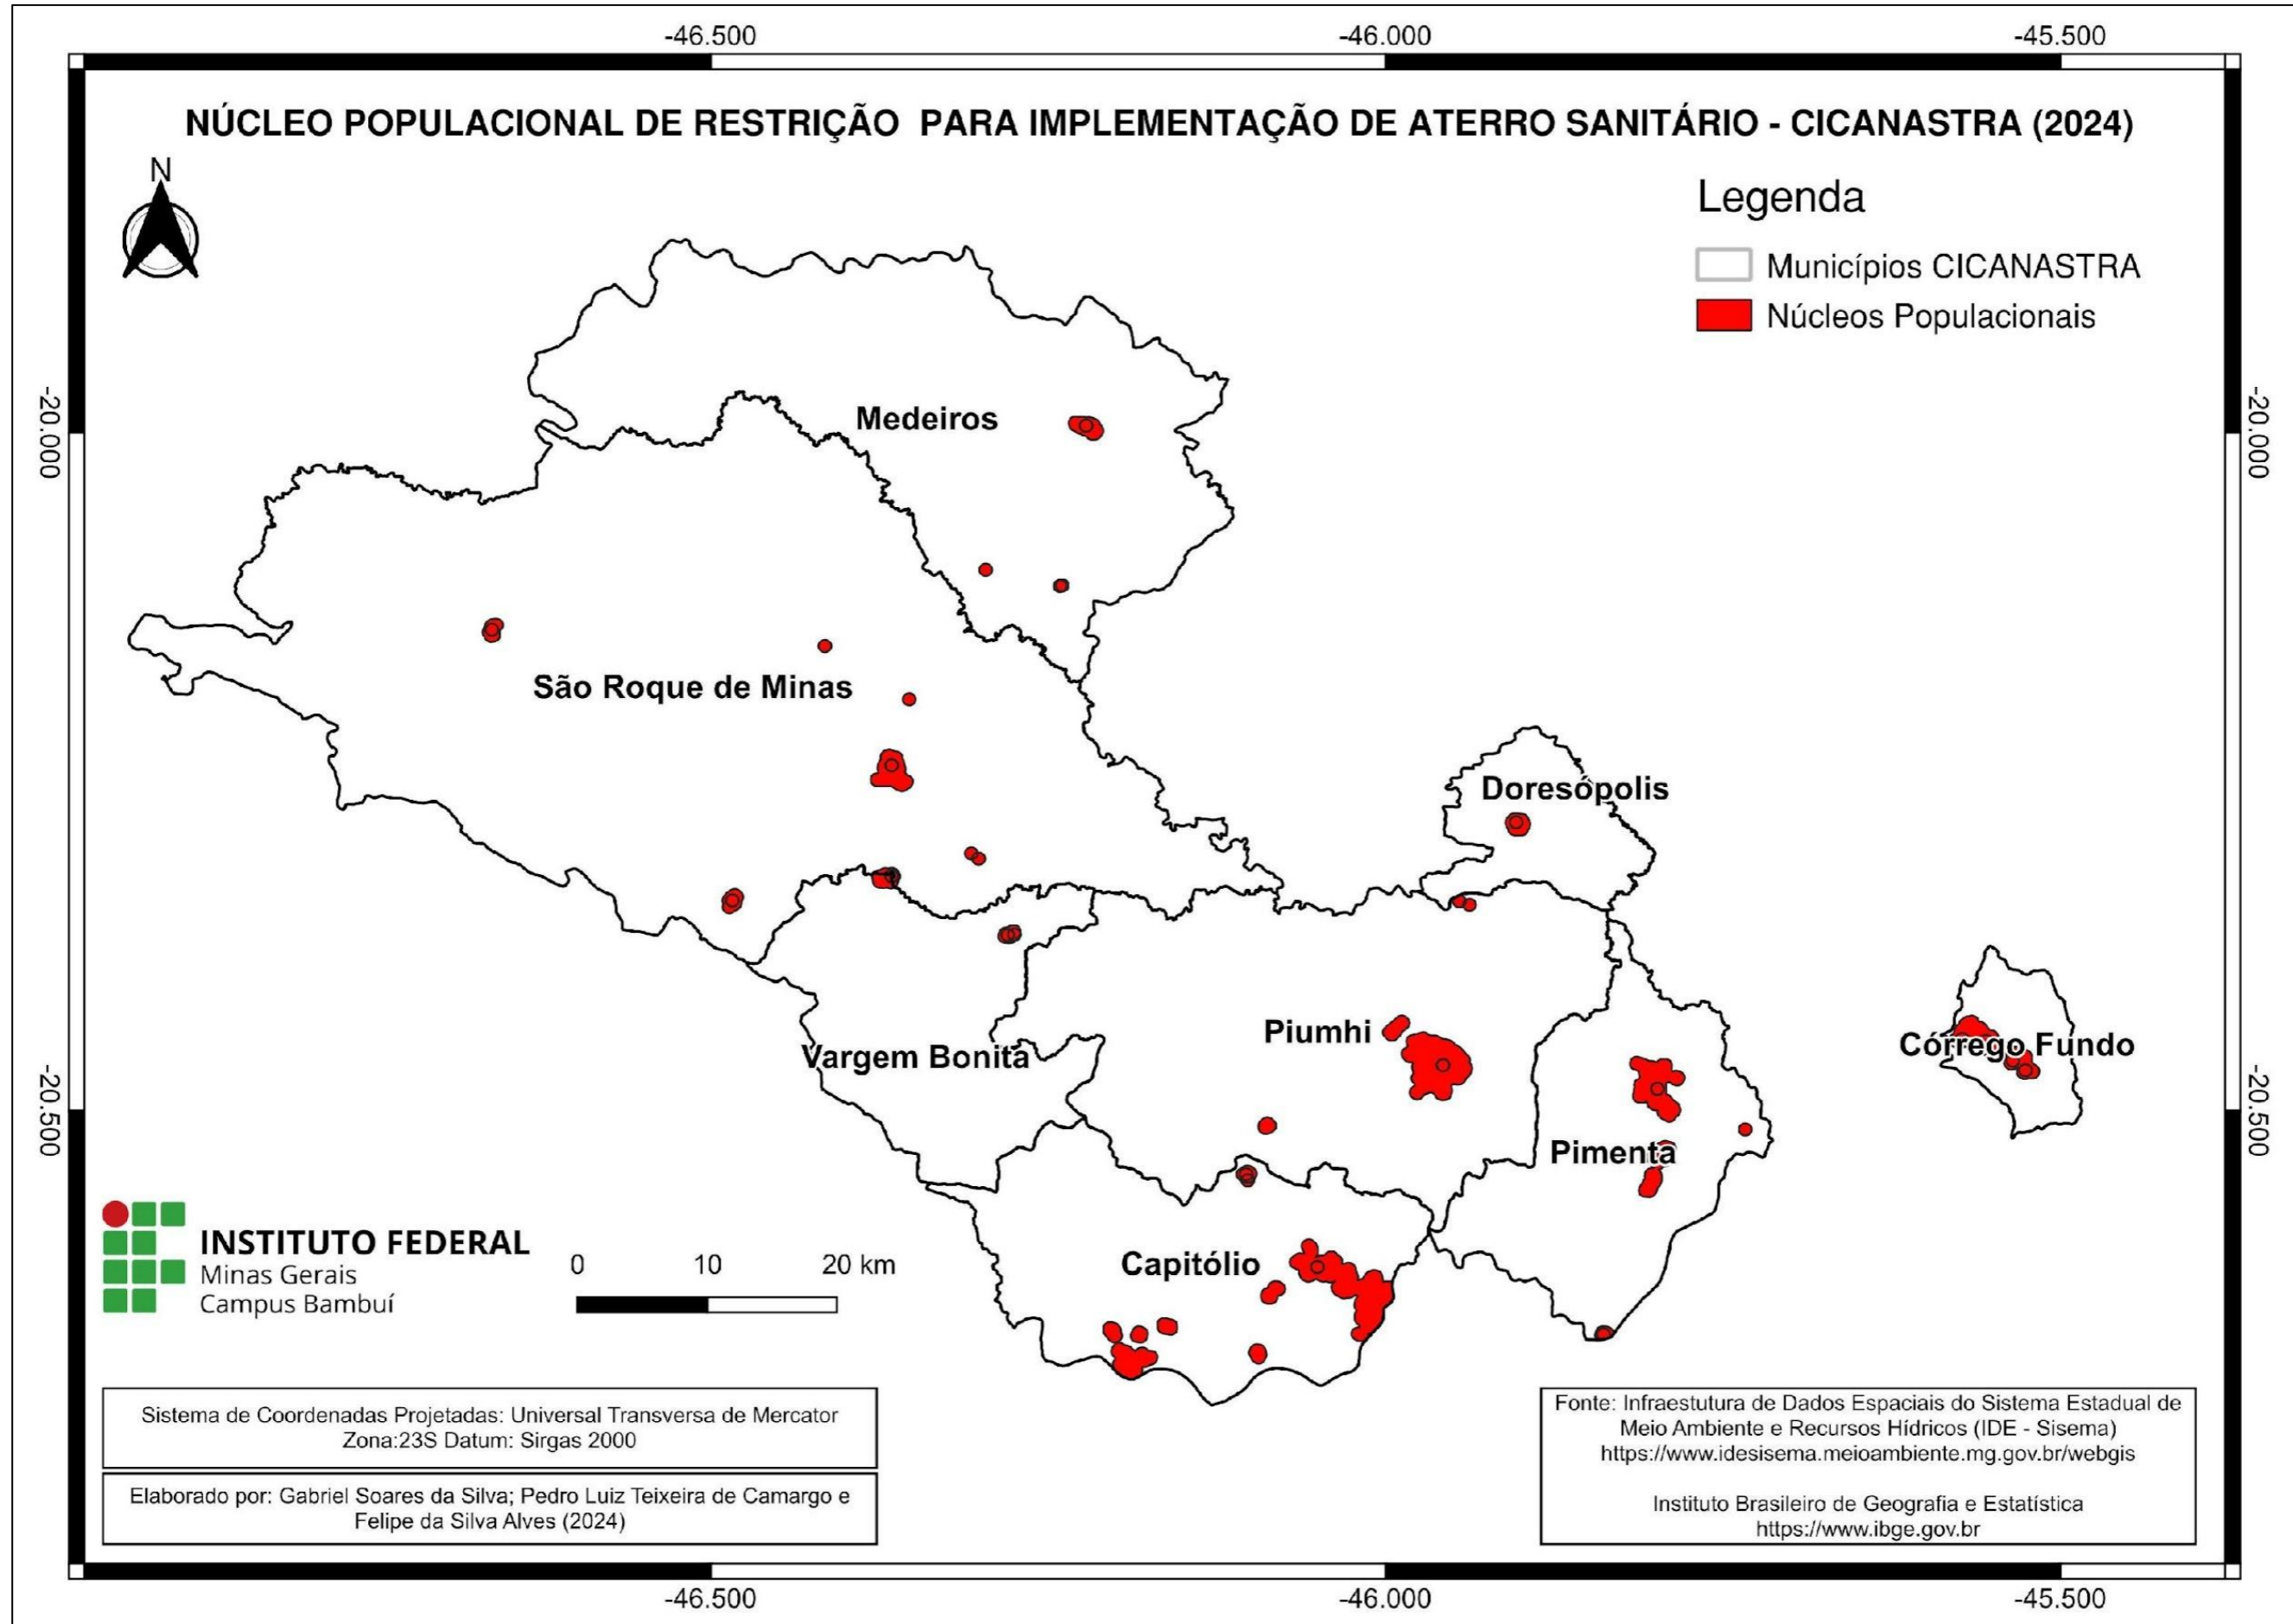 -46.500 -46.000 -45.500
NÚCLEO POPULACIONAL DE RESTRIÇÃO PARA IMPLEMENTAÇÃO DE ATERRO SANITÁRIO - CICANASTRA (2024)
N
Legenda
Municípios CICANASTRA
Núcleos Populacionais
-20.000
-20.000
Medeiros
São Roque de Minas
Doresópolis
Piumhi
Córrego Fundo
Vargem Bonita
-20.500
-20.500
Pimenta
Capitólio
INSTITUTO FEDERAL
Minas Gerais
Campus Bambuí
0 10 20 km
Sistema de Coordenadas Projetadas: Universal Transversa de Mercator
Zona:23S Datum: Sirgas 2000
Elaborado por: Gabriel Soares da Silva; Pedro Luiz Teixeira de Camargo e
Felipe da Silva Alves (2024)
Fonte: Infraestutura de Dados Espaciais do Sistema Estadual de
Meio Ambiente e Recursos Hídricos (IDE - Sisema)
https://www.idesisema.meioambiente.mg.gov.br/webgis
Instituto Brasileiro de Geografia e Estatística
https://www.ibge.gov.br
-46.500 -46.000 -45.500